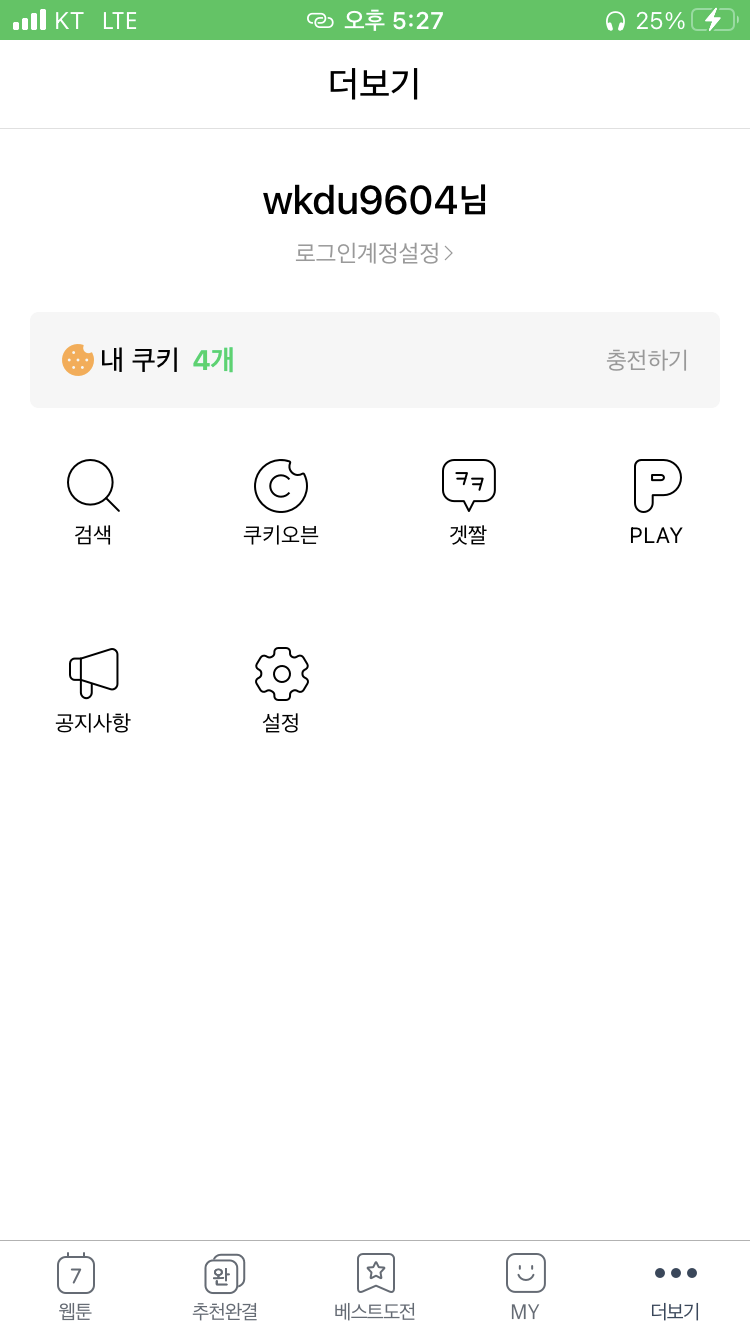 KT LTE 오후 5:27 25%
더보기
wkdu9604님
로그인계정설정>
내 쿠키 4개 충전하기
ㅋㅋ
검색 쿠키오븐 겟짤 PLAY
공지사항 설정
7 완
웹툰 추천완결 베스트도전 MY 더보기